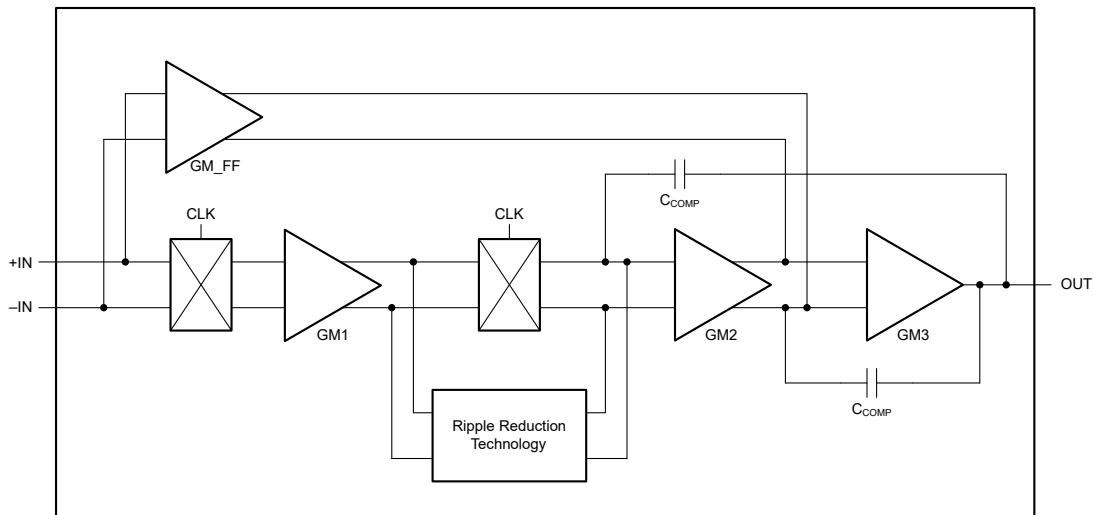 GM_FF
CLK
CLK
C_COMP
+IN
–IN
GM1
GM2
GM3
OUT
C_COMP
Ripple Reduction
Technology